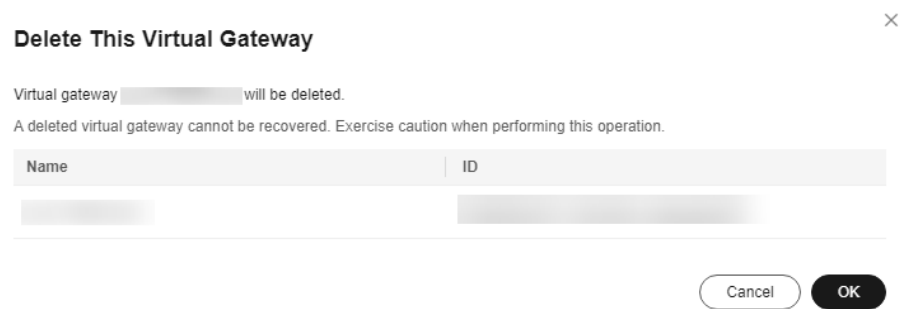 Delete This Virtual Gateway
Virtual gateway will be deleted.
A deleted virtual gateway cannot be recovered. Exercise caution when performing this operation.
Name ID
Cancel OK